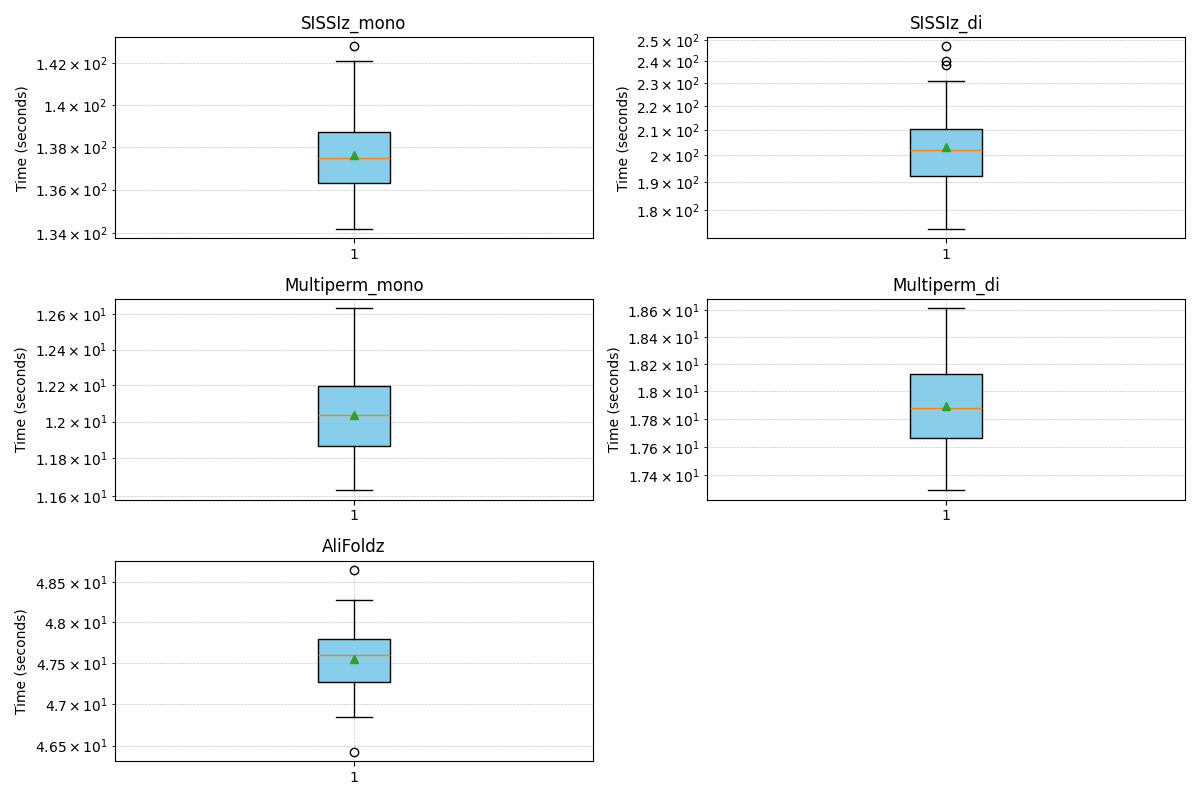 SISSIz_mono
Time (seconds)
1.42 × 10²
1.4 × 10²
1.38 × 10²
1.36 × 10²
1.34 × 10²
1
SISSIz_di
Time (seconds)
2.5 × 10²
2.4 × 10²
2.3 × 10²
2.2 × 10²
2.1 × 10²
2 × 10²
1.9 × 10²
1.8 × 10²
1
Multiperm_mono
Time (seconds)
1.26 × 10¹
1.24 × 10¹
1.22 × 10¹
1.2 × 10¹
1.18 × 10¹
1.16 × 10¹
1
Multiperm_di
Time (seconds)
1.86 × 10¹
1.84 × 10¹
1.82 × 10¹
1.8 × 10¹
1.78 × 10¹
1.76 × 10¹
1.74 × 10¹
1
AliFoldz
Time (seconds)
4.85 × 10¹
4.8 × 10¹
4.75 × 10¹
4.7 × 10¹
4.65 × 10¹
1